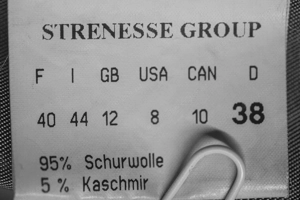 STRENESSE GROUP
F I GB USA CAN D
40 44 12 8 10 38
95% Schurwolle
5 % Kaschmir